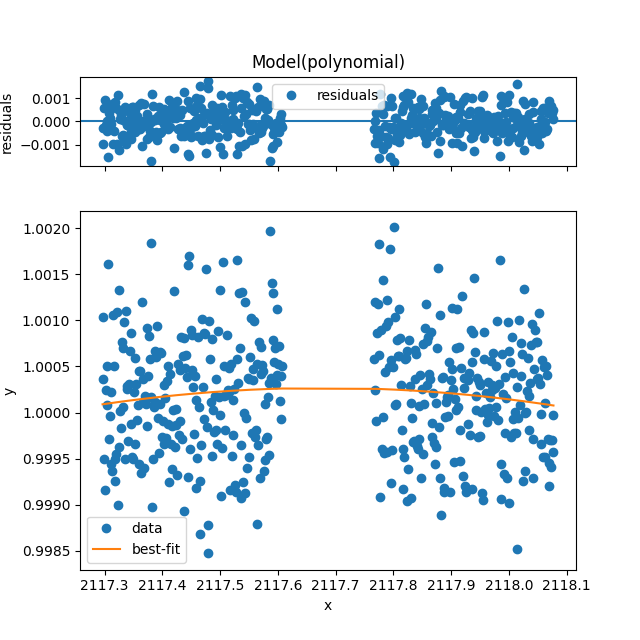 Model(polynomial)
residuals
0.001
0.000
−0.001
residuals
1.0020
1.0015
1.0010
1.0005
1.0000
0.9995
0.9990
0.9985
y
data
best-fit
2117.3 2117.4 2117.5 2117.6 2117.7 2117.8 2117.9 2118.0 2118.1
x